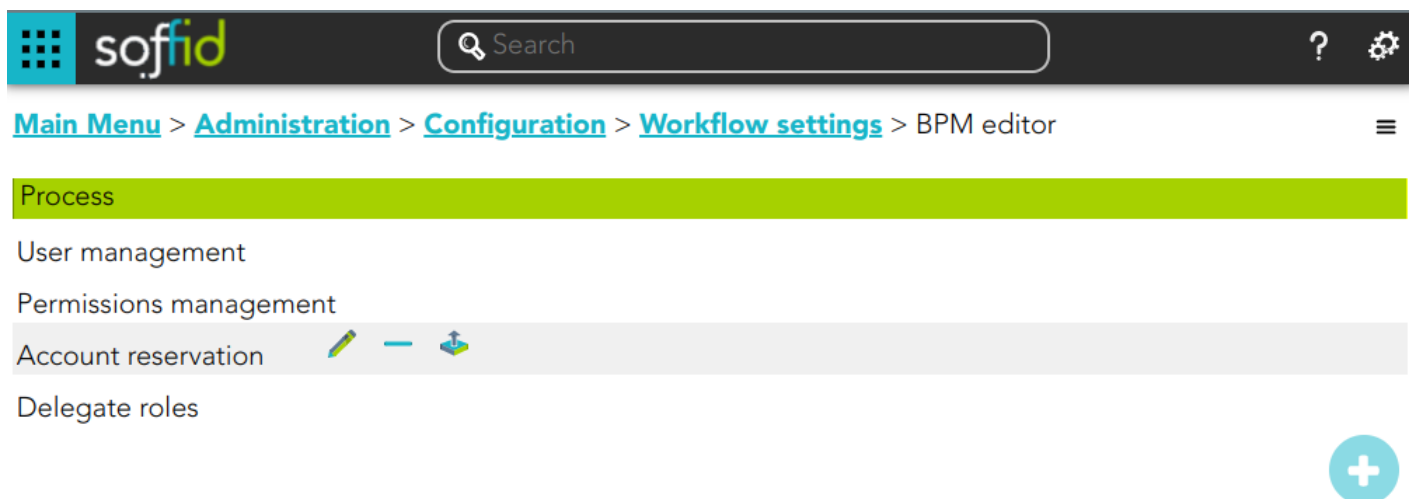 soffid
Search
?
Main Menu > Administration > Configuration > Workflow settings > BPM editor
Process
User management
Permissions management
Account reservation
Delegate roles